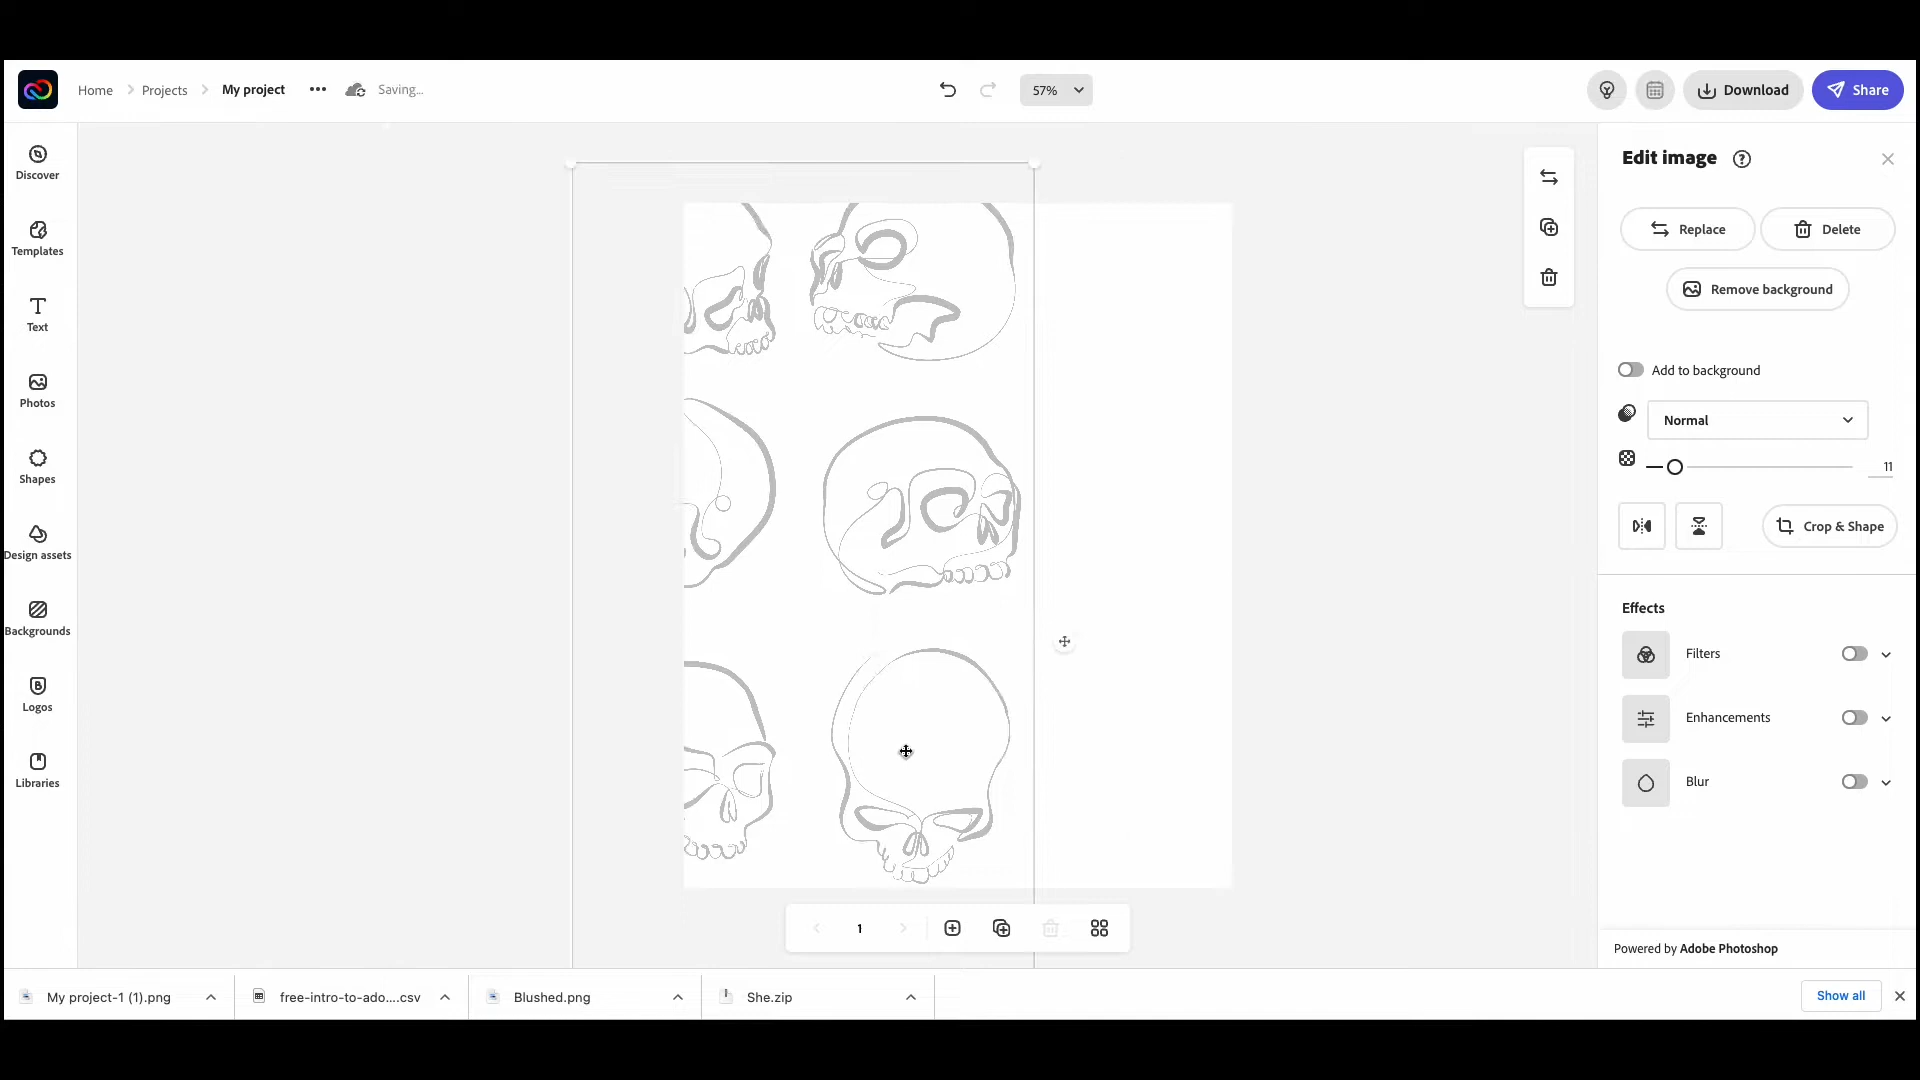 Home
Projects
My project
Saving...
57%
Download
Share
Discover
Templates
Text
Photos
Shapes
Design assets
Backgrounds
Logos
Libraries
Edit image
Replace
Delete
Remove background
Add to background
Normal
11
Crop & Shape
Effects
Filters
Enhancements
Blur
Powered by Adobe Photoshop
1
My project-1 (1).png
free-intro-to-ado....csv
Blushed.png
She.zip
Show all